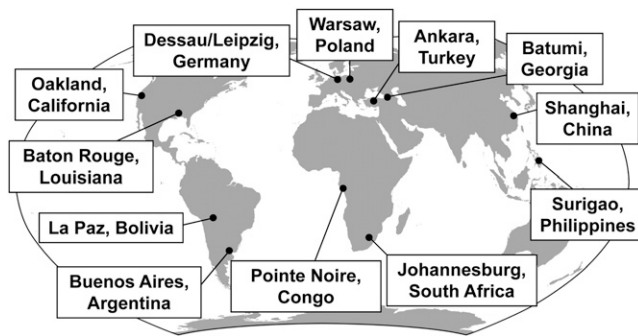 Warsaw,
Poland
Dessau/Leipzig,
Germany
Ankara,
Turkey
Batumi,
Georgia
Oakland,
California
Shanghai,
China
Baton Rouge,
Louisiana
Surigao,
Philippines
La Paz, Bolivia
Buenos Aires,
Argentina
Pointe Noire,
Congo
Johannesburg,
South Africa